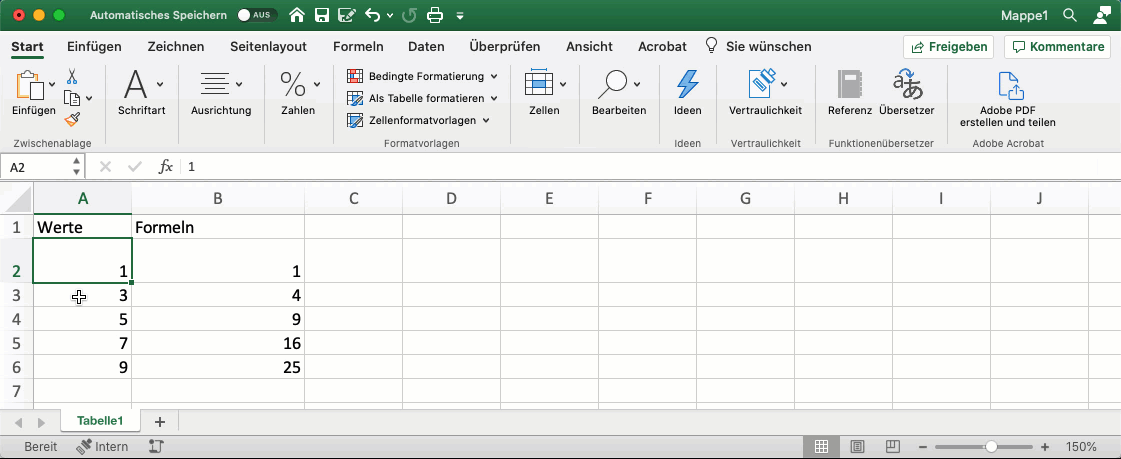 Automatisches Speichern AUS Mappe1
Start Einfügen Zeichnen Seitenlayout Formeln Daten Überprüfen Ansicht Acrobat Sie wünschen Freigeben Kommentare
Einfügen Schriftart Ausrichtung % Zahlen Bedingte Formatierung Zellen Bearbeiten Ideen Vertraulichkeit Referenz Übersetzer Adobe PDF
Als Tabelle formatieren erstellen und teilen
Zellenformatvorlagen
Zwischenablage Formatvorlagen Ideen Vertraulichkeit Funktionenübersetzer Adobe Acrobat
A2 fx 1
A B C D E F G H I J
1 Werte Formeln
2 1 1
3 3 4
4 5 9
5 7 16
6 9 25
7
Tabelle1 +
Bereit Intern − + 150%